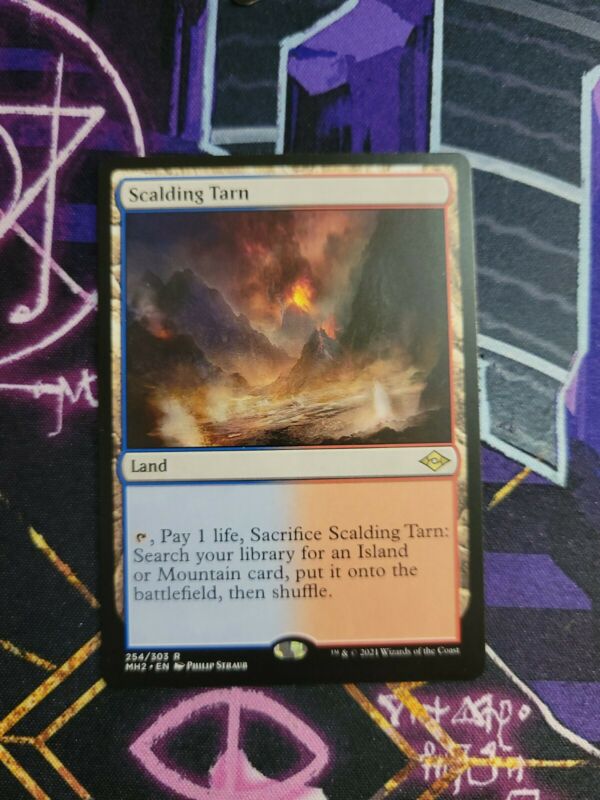 Scalding Tarn
Land
, Pay 1 life, Sacrifice Scalding Tarn:
Search your library for an Island
or Mountain card, put it onto the
battlefield, then shuffle.
254/303 R
MH2 • EN Philip Straub
™ & © 2021 Wizards of the Coast